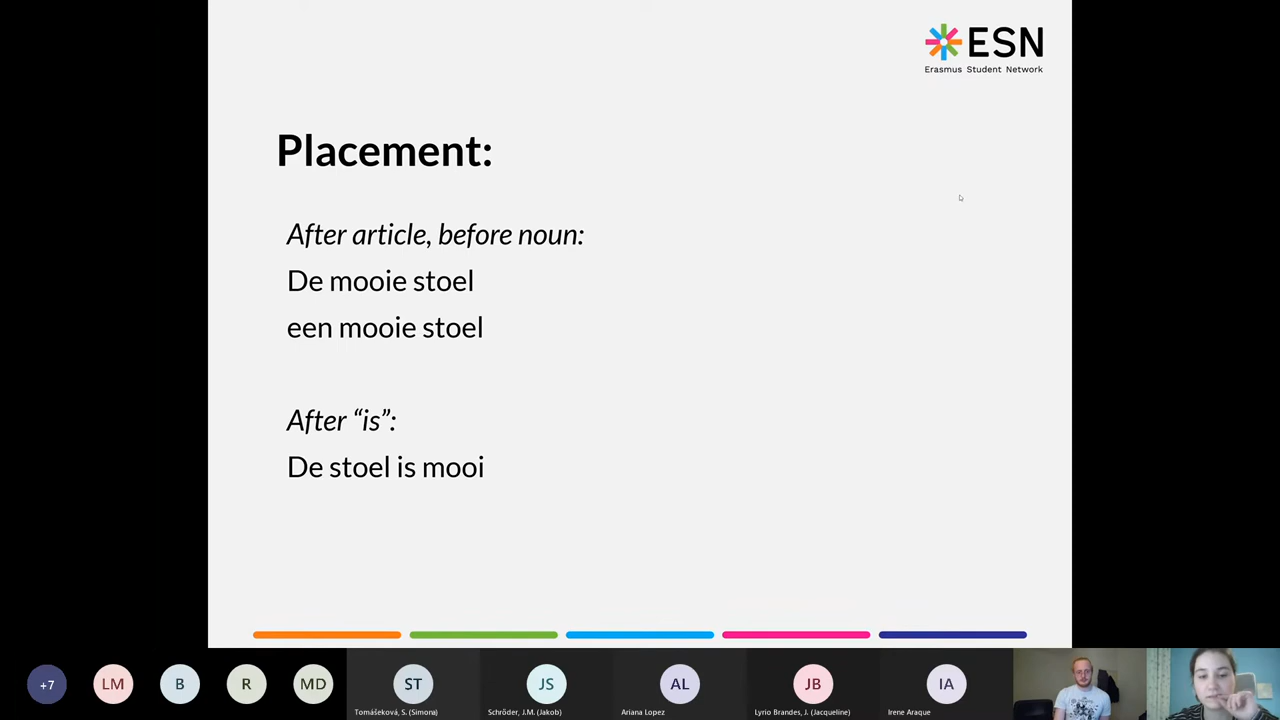 ESN
Erasmus Student Network
Placement:
After article, before noun:
De mooie stoel
een mooie stoel
After “is”:
De stoel is mooi
+7
LM
B
R
MD
ST
JS
AL
JB
IA
Tomášeková, S. (Simona)
Schröder, J.M. (Jakob)
Ariana Lopez
Lyrio Brandes, J. (Jacqueline)
Irene Araque